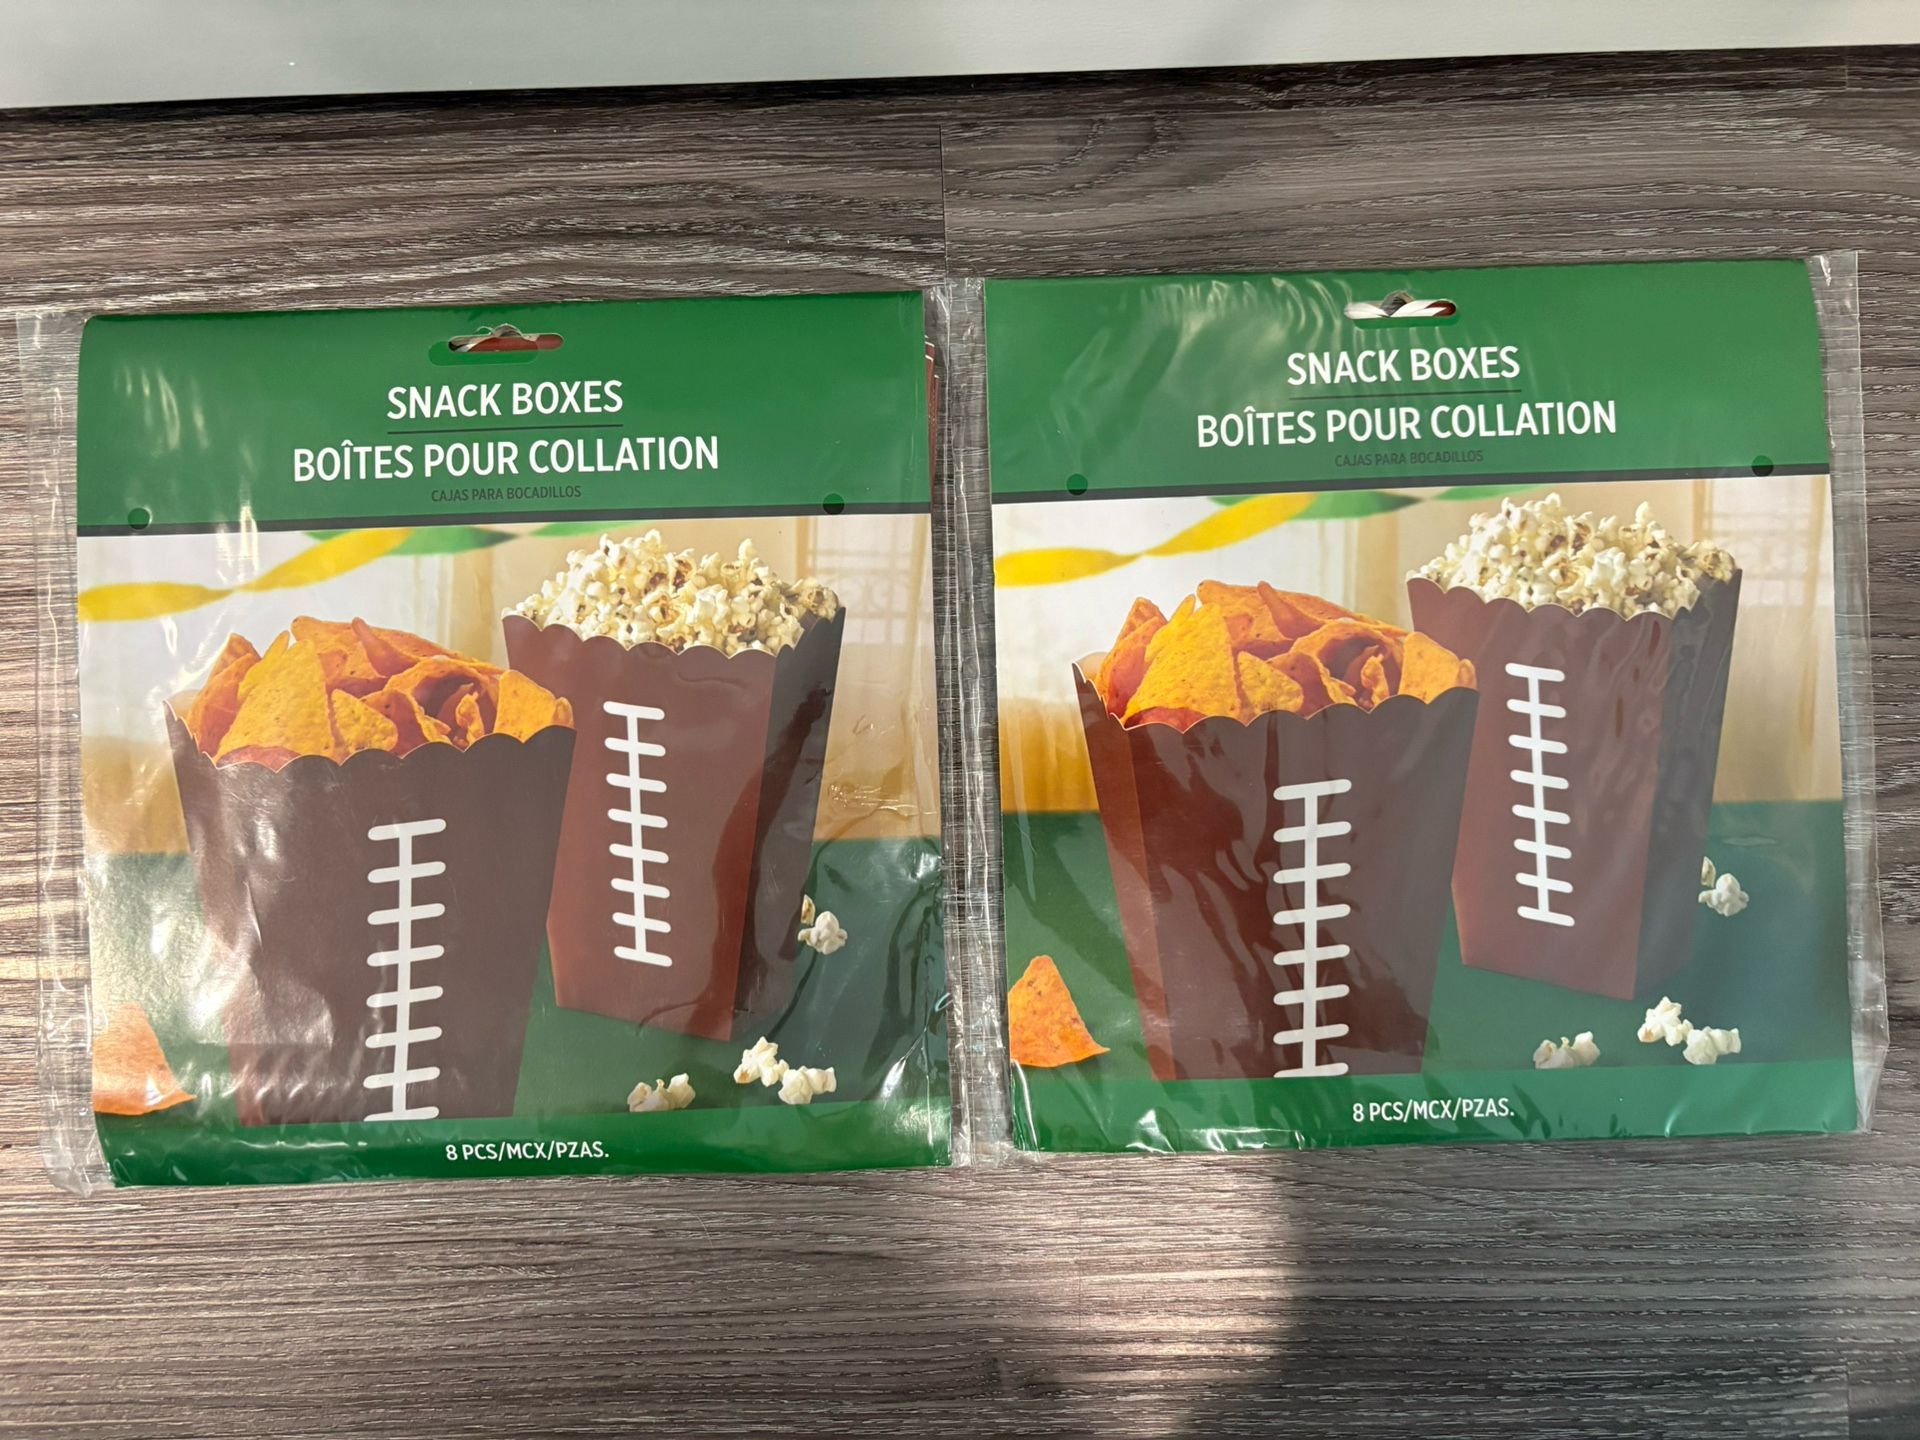 SNACK BOXES
BOÎTES POUR COLLATION
CAJAS PARA BOCADILLOS
8 PCS/MCX/PZAS.
SNACK BOXES
BOÎTES POUR COLLATION
CAJAS PARA BOCADILLOS
8 PCS/MCX/PZAS.